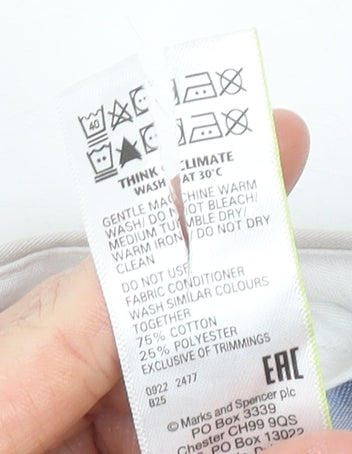 40
THINK CLIMATE
WASH AT 30°C
GENTLE MACHINE WARM
WASH/ DO NOT BLEACH/
MEDIUM TUMBLE DRY/
WARM IRON/ DO NOT DRY
CLEAN
DO NOT USE
FABRIC CONDITIONER
WASH SIMILAR COLOURS
TOGETHER
75% COTTON
25% POLYESTER
EXCLUSIVE OF TRIMMINGS
0922 2477
B25
EAC
© Marks and Spencer plc
PO Box 3339
Chester CH99 9QS
PO Box 13022